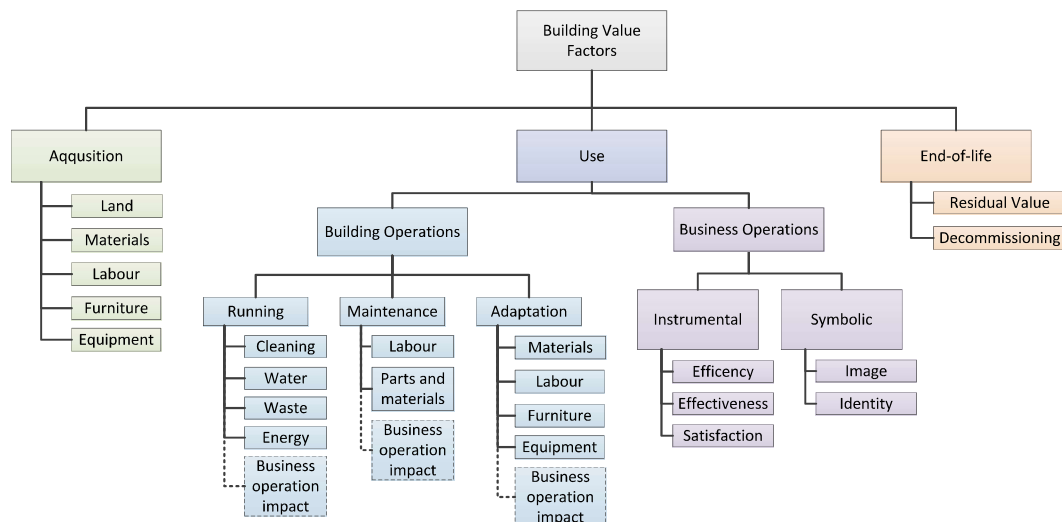 Building Value
Factors
Aqqusition
Use
End-of-life
Land
Materials
Labour
Furniture
Equipment
Building Operations
Business Operations
Residual Value
Decommissioning
Running
Maintenance
Adaptation
Instrumental
Symbolic
Cleaning
Water
Waste
Energy
Business
operation
impact
Labour
Parts and
materials
Business
operation
impact
Materials
Labour
Furniture
Equipment
Business
operation
impact
Efficency
Effectiveness
Satisfaction
Image
Identity